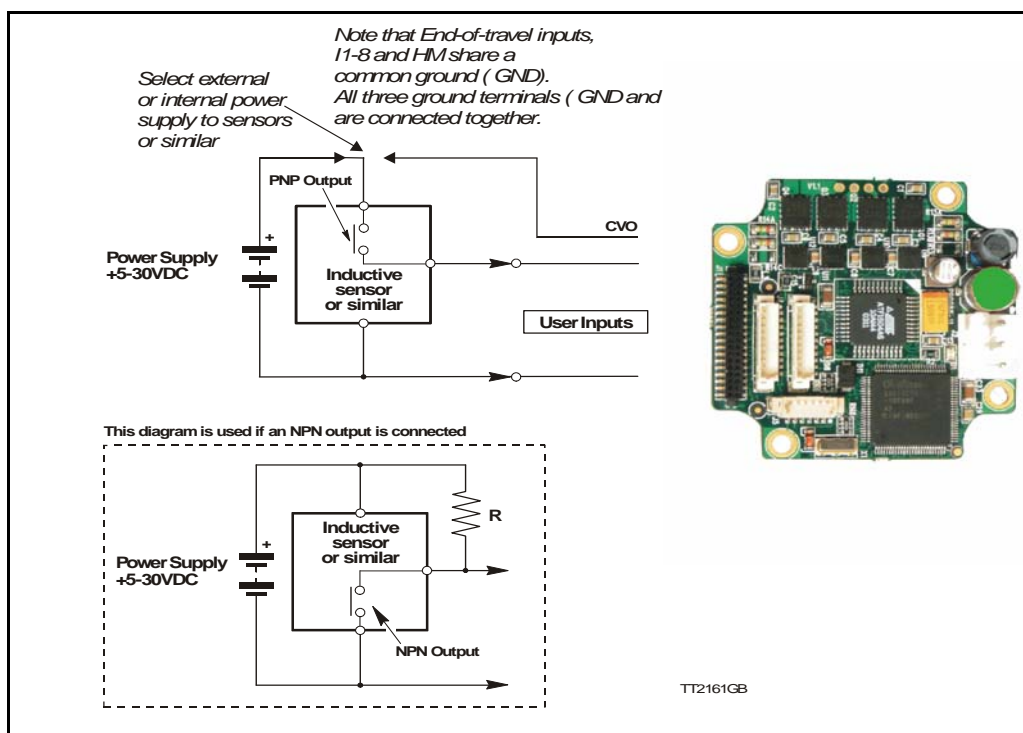 Note that End-of-travel inputs,
I1-8 and HM share a
common ground ( GND).
All three ground terminals ( GND and
are connected together.
Select external
or internal power
supply to sensors
or similar
PNP Output
CVO
+
Power Supply
+5-30VDC
Inductive
sensor
or similar
User Inputs
This diagram is used if an NPN output is connected
+
Power Supply
+5-30VDC
Inductive
sensor
or similar
R
NPN Output
TT2161GB